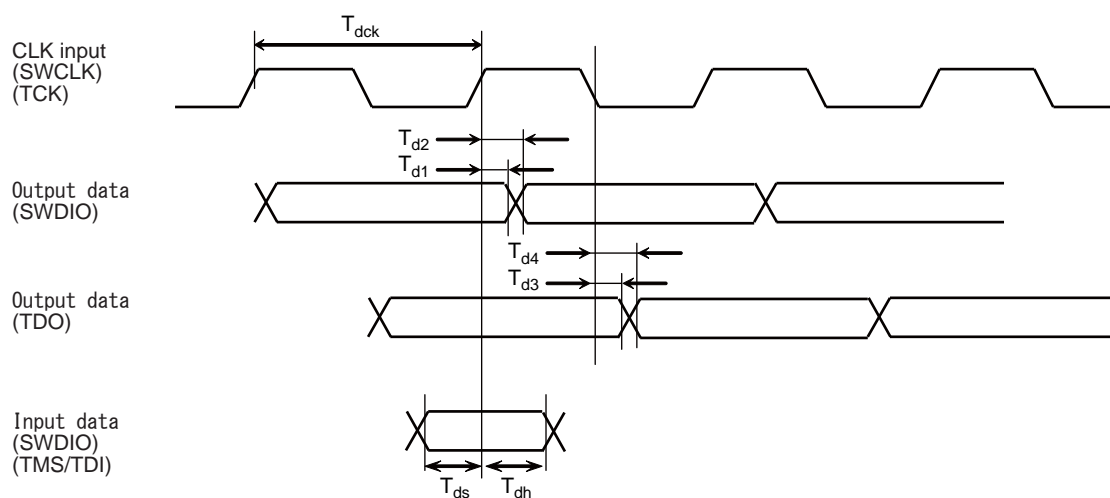 T_dck
CLK input
(SWCLK)
(TCK)
T_d2
T_d1
Output data
(SWDIO)
T_d4
T_d3
Output data
(TDO)
Input data
(SWDIO)
(TMS/TDI)
T_ds T_dh